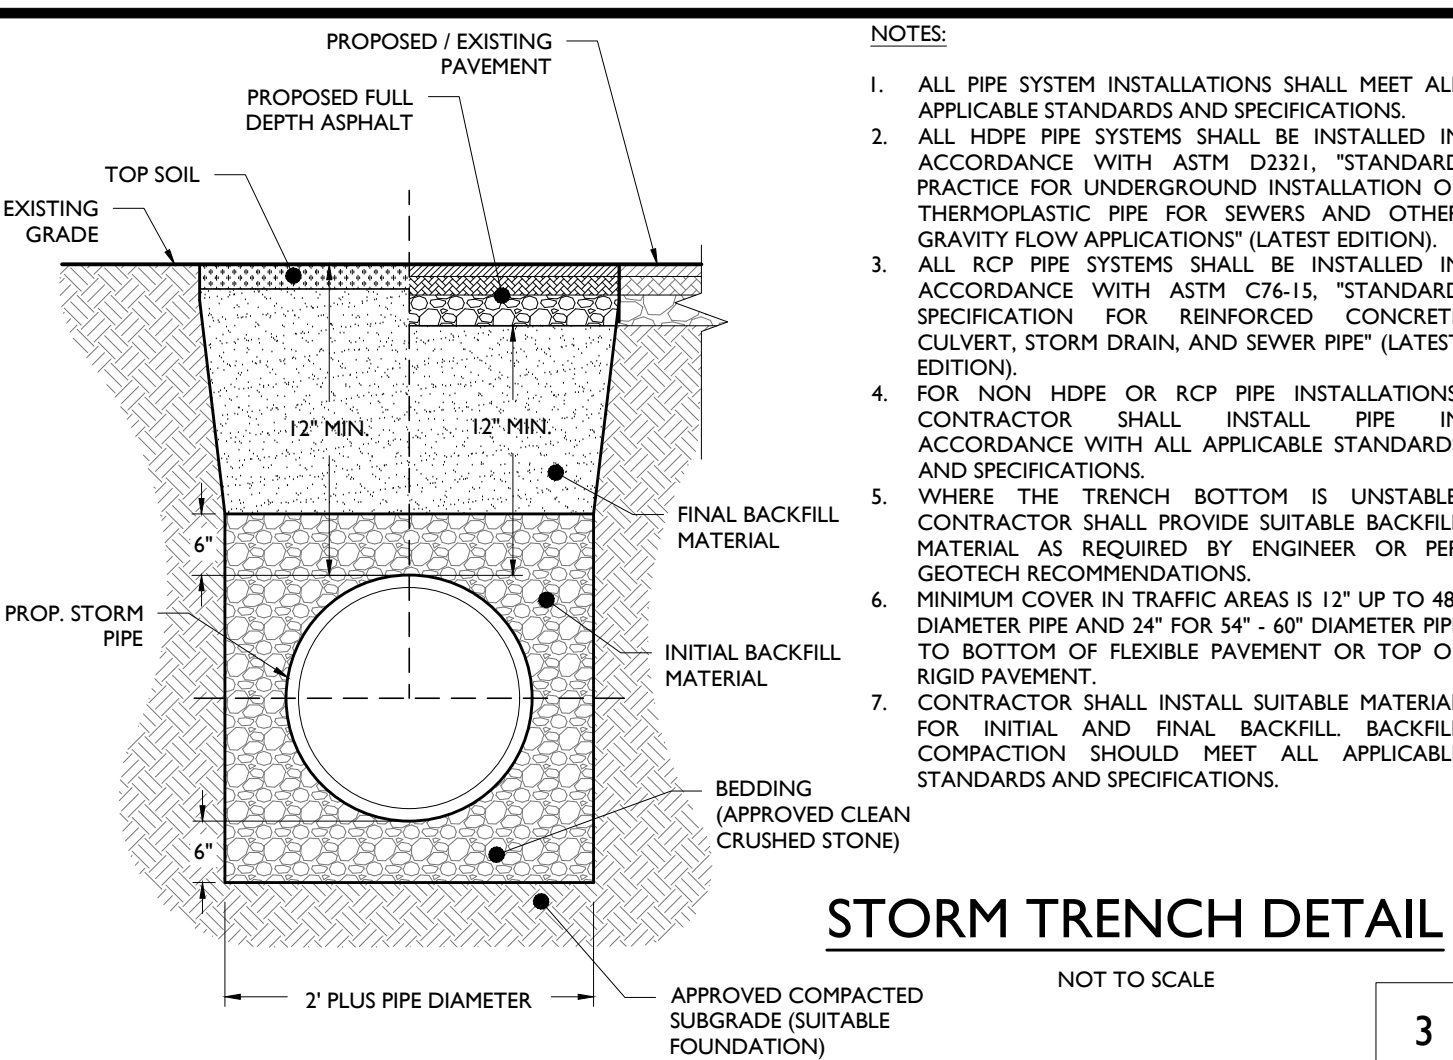 PROPOSED / EXISTING
PAVEMENT
PROPOSED FULL
DEPTH ASPHALT
TOP SOIL
EXISTING
GRADE
12" MIN.
12" MIN.
6"
FINAL BACKFILL
MATERIAL
PROP. STORM
PIPE
INITIAL BACKFILL
MATERIAL
BEDDING
(APPROVED CLEAN
CRUSHED STONE)
6"
2' PLUS PIPE DIAMETER
APPROVED COMPACTED
SUBGRADE (SUITABLE
FOUNDATION)
NOTES:
1. ALL PIPE SYSTEM INSTALLATIONS SHALL MEET ALL
APPLICABLE STANDARDS AND SPECIFICATIONS.
2. ALL HDPE PIPE SYSTEMS SHALL BE INSTALLED IN
ACCORDANCE WITH ASTM D2321, "STANDARD
PRACTICE FOR UNDERGROUND INSTALLATION O
THERMOPLASTIC PIPE FOR SEWERS AND OTHER
GRAVITY FLOW APPLICATIONS" (LATEST EDITION).
3. ALL RCP PIPE SYSTEMS SHALL BE INSTALLED IN
ACCORDANCE WITH ASTM C76-15, "STANDARD
SPECIFICATION FOR REINFORCED CONCRETE
CULVERT, STORM DRAIN, AND SEWER PIPE" (LATEST
EDITION).
4. FOR NON HDPE OR RCP PIPE INSTALLATIONS
CONTRACTOR SHALL INSTALL PIPE IN
ACCORDANCE WITH ALL APPLICABLE STANDARDS
AND SPECIFICATIONS.
5. WHERE THE TRENCH BOTTOM IS UNSTABLE
CONTRACTOR SHALL PROVIDE SUITABLE BACKFILL
MATERIAL AS REQUIRED BY ENGINEER OR PER
GEOTECH RECOMMENDATIONS.
6. MINIMUM COVER IN TRAFFIC AREAS IS 12" UP TO 48
DIAMETER PIPE AND 24" FOR 54" - 60" DIAMETER PIPE
TO BOTTOM OF FLEXIBLE PAVEMENT OR TOP O
RIGID PAVEMENT.
7. CONTRACTOR SHALL INSTALL SUITABLE MATERIAL
FOR INITIAL AND FINAL BACKFILL. BACKFILL
COMPACTION SHOULD MEET ALL APPLICABLE
STANDARDS AND SPECIFICATIONS.
STORM TRENCH DETAIL
NOT TO SCALE
3